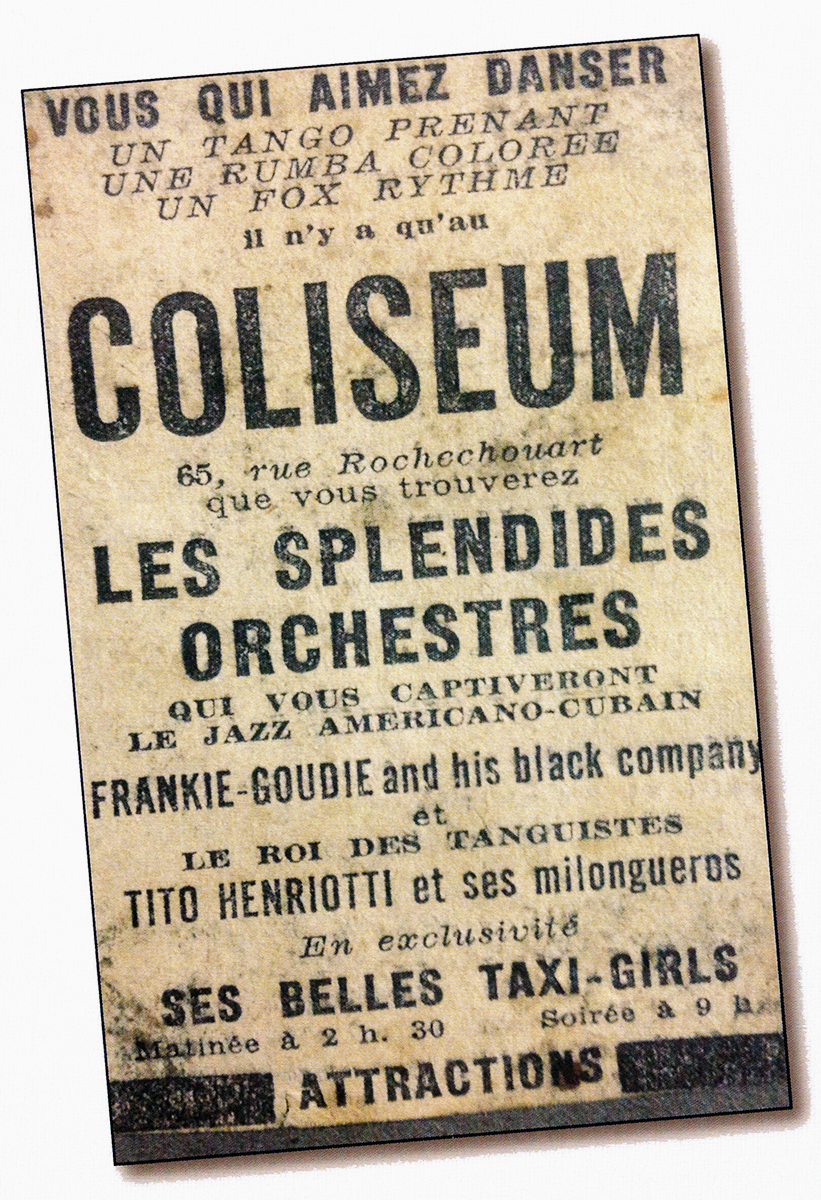 VOUS QUI AIMEZ DANSER
UN TANGO PRENANT
UNE RUMBA COLOREE
UN FOX RYTHME
il n'y a qu'au
COLISEUM
65, rue Rochechouart
que vous trouverez
LES SPLENDIDES
ORCHESTRES
QUI VOUS CAPTIVERONT
LE JAZZ AMERICANO-CUBAIN
FRANKIE-GOUDIE and his black company
et
LE ROI DES TANGUISTES
TITO HENRIOTTI et ses milongueros
En exclusivité
SES BELLES TAXI-GIRLS
Matinée à 2 h. 30 Soirée à 9 h.
ATTRACTIONS